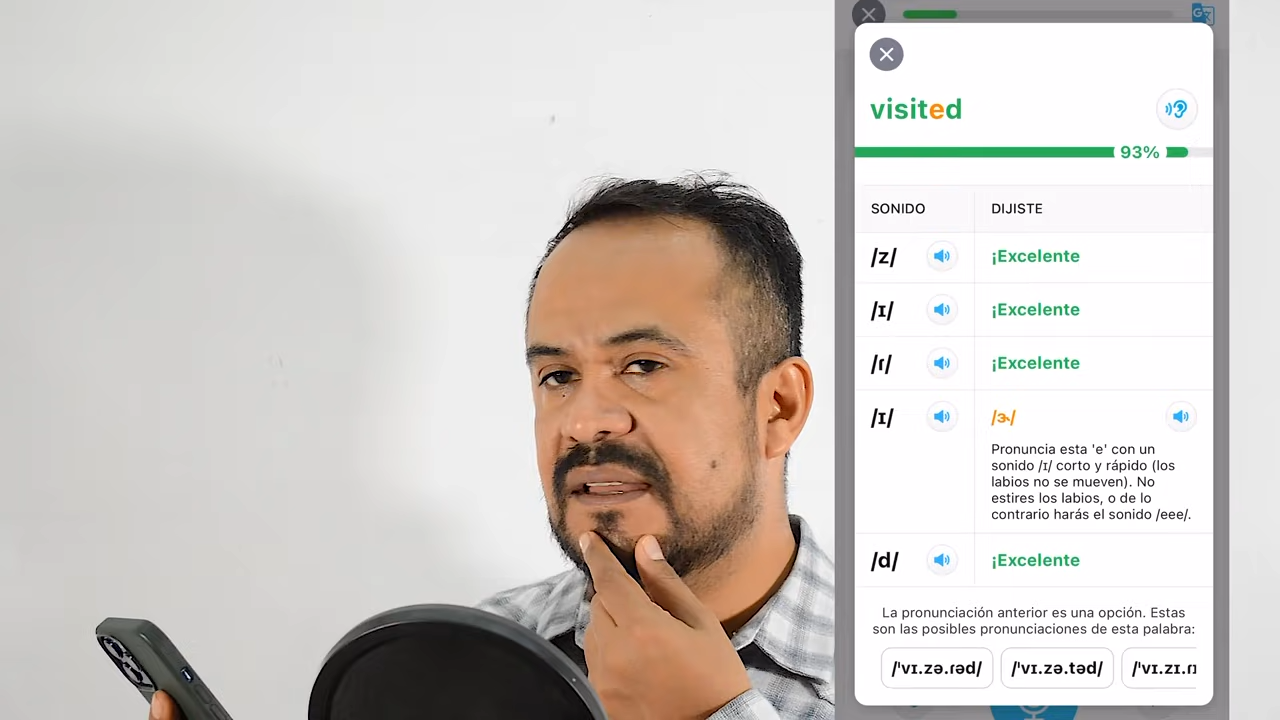 visited
93%
SONIDO DIJISTE
/z/ ¡Excelente
/ɪ/ ¡Excelente
/ɾ/ ¡Excelente
/ɪ/ /ɝ/
Pronuncia esta 'e' con un
sonido /ɪ/ corto y rápido (los
labios no se mueven). No
estires los labios, o de lo
contrario harás el sonido /eee/.
/d/ ¡Excelente
La pronunciación anterior es una opción. Estas
son las posibles pronunciaciones de esta palabra:
/ˈvɪ.zə.ɾəd/ /ˈvɪ.zə.təd/ /ˈvɪ.zɪ.